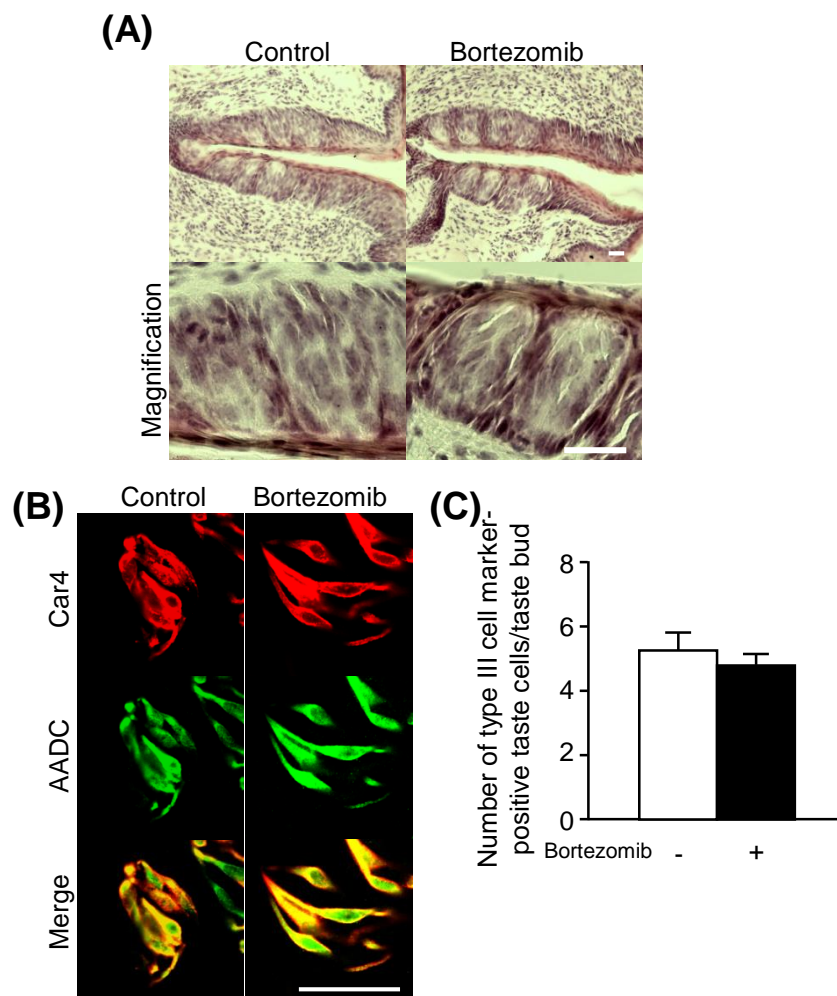 (A)
Control
Bortezomib
Magnification
(B)
Control
Bortezomib
Car4
AADC
Merge
(C)
Number of type III cell marker-
positive taste cells/taste bud
8
6
4
2
0
Bortezomib - +